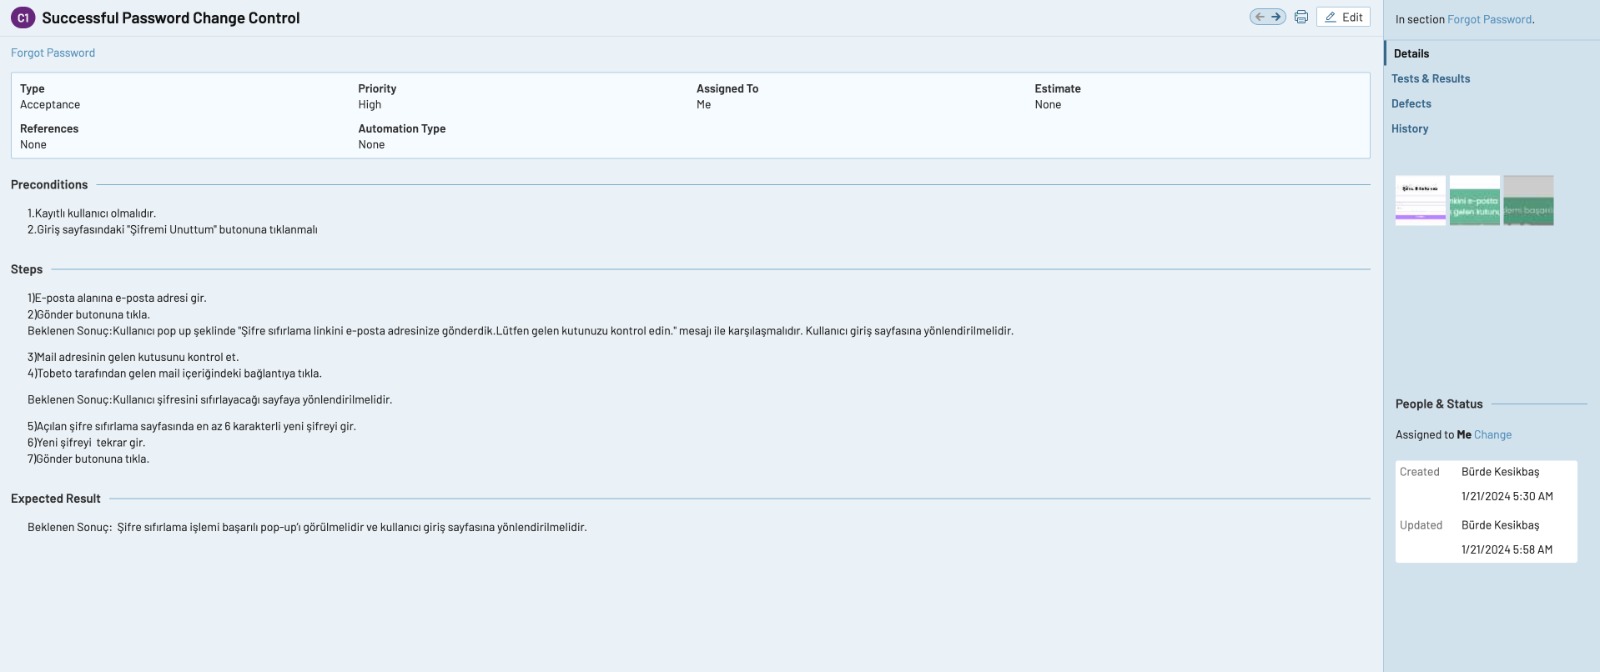 C1 Successful Password Change Control
Edit
Forgot Password
Type
Acceptance
Priority
High
Assigned To
Me
Estimate
None
References
None
Automation Type
None
Preconditions
1.Kayıtlı kullanıcı olmalıdır.
2.Giriş sayfasındaki "Şifremi Unuttum" butonuna tıklanmalı
Steps
1)E-posta alanına e-posta adresi gir.
2)Gönder butonuna tıkla.
Beklenen Sonuç:Kullanıcı pop up şeklinde "Şifre sıfırlama linkini e-posta adresinize gönderdik.Lütfen gelen kutunuzu kontrol edin." mesajı ile karşılaşmalıdır. Kullanıcı giriş sayfasına yönlendirilmelidir.
3)Mail adresinin gelen kutusunu kontrol et.
4)Tobeto tarafından gelen mail içeriğindeki bağlantıya tıkla.
Beklenen Sonuç:Kullanıcı şifresini sıfırlayacağı sayfaya yönlendirilmelidir.
5)Açılan şifre sıfırlama sayfasında en az 6 karakterli yeni şifreyi gir.
6)Yeni şifreyi  tekrar gir.
7)Gönder butonuna tıkla.
Expected Result
Beklenen Sonuç:  Şifre sıfırlama işlemi başarılı pop-up'ı görülmelidir ve kullanıcı giriş sayfasına yönlendirilmelidir.
In section Forgot Password.
Details
Tests & Results
Defects
History
e-posta
gelen
People & Status
Assigned to Me Change
Created
Bürde Kesikbaş
1/21/2024 5:30 AM
Updated
Bürde Kesikbaş
1/21/2024 5:58 AM